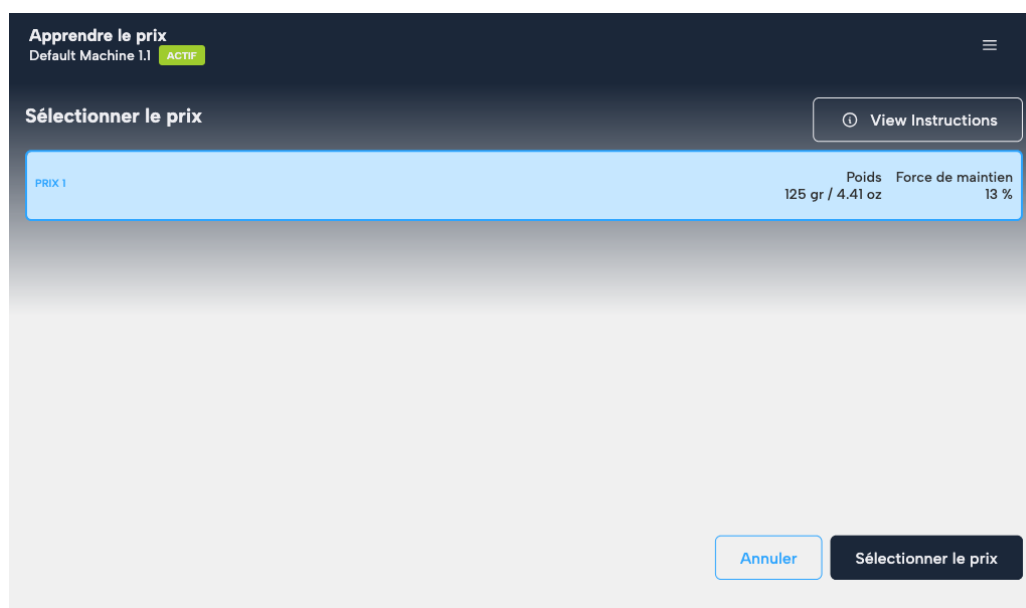 Apprendre le prix
Default Machine 1.1 ACTIF
Sélectionner le prix
View Instructions
PRIX 1
Poids Force de maintien
125 gr / 4.41 oz 13 %
Annuler Sélectionner le prix